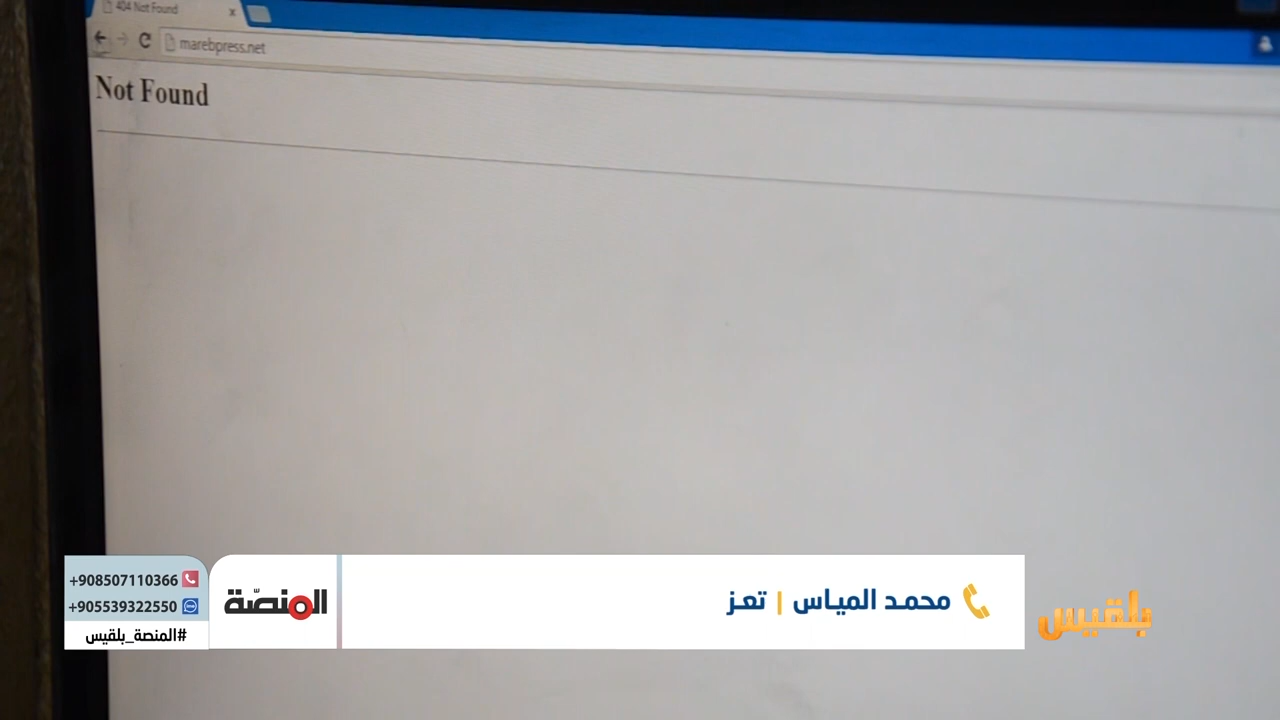 404 Not Found
marebpress.net
Not Found
+908507110366
+905539322550
#المنصة_بلقيس
المنصّة
محمد المياس | تعز
بلقيس